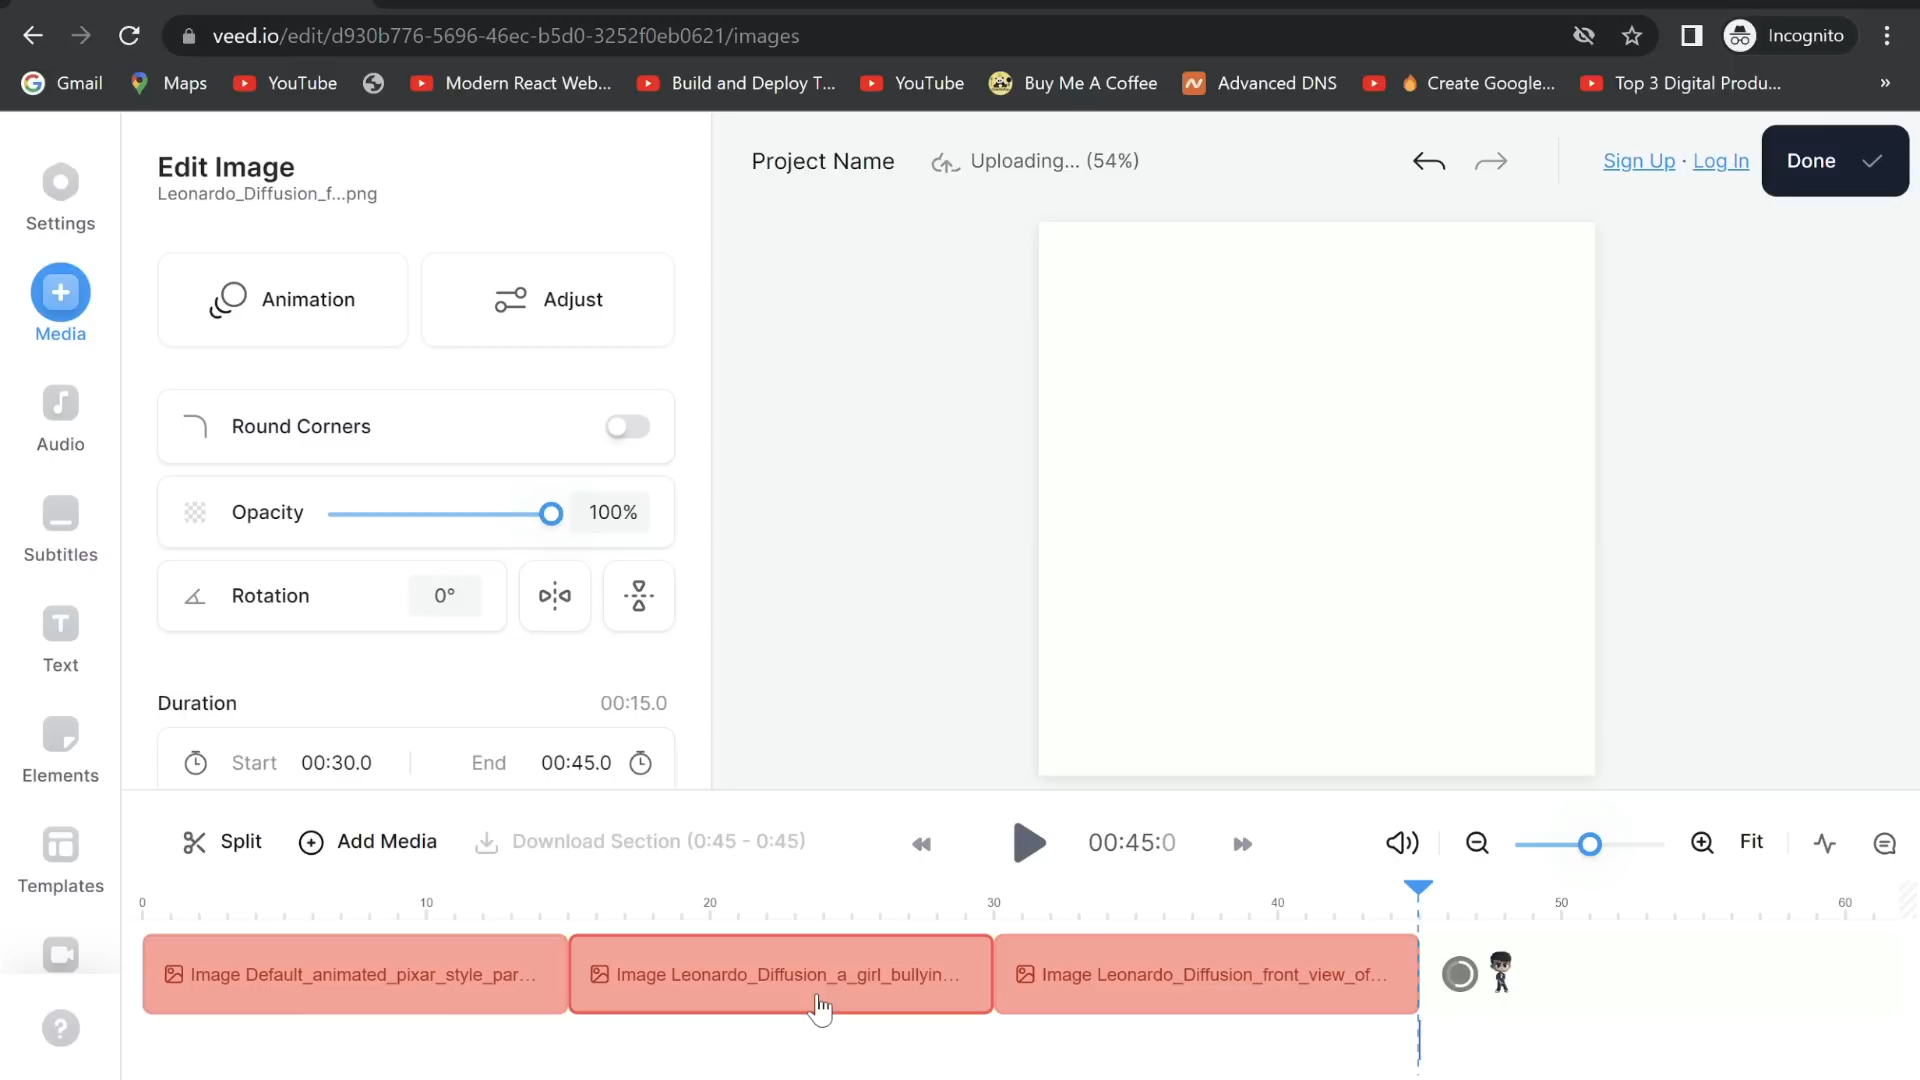 veed.io/edit/d930b776-5696-46ec-b5d0-3252f0eb0621/images
Incognito
Gmail
Maps
YouTube
Modern React Web...
Build and Deploy T...
YouTube
Buy Me A Coffee
Advanced DNS
Create Google...
Top 3 Digital Produ...
»
Settings
Media
Audio
Subtitles
Text
Elements
Templates
Edit Image
Leonardo_Diffusion_f...png
Animation
Adjust
Round Corners
Opacity
100%
Rotation
0°
Duration
00:15.0
Start
00:30.0
End
00:45.0
Project Name
Uploading... (54%)
Sign Up · Log In
Done
Split
Add Media
Download Section (0:45 - 0:45)
00:45:0
Fit
0
10
20
30
40
50
60
Image Default_animated_pixar_style_par...
Image Leonardo_Diffusion_a_girl_bullyin...
Image Leonardo_Diffusion_front_view_of...